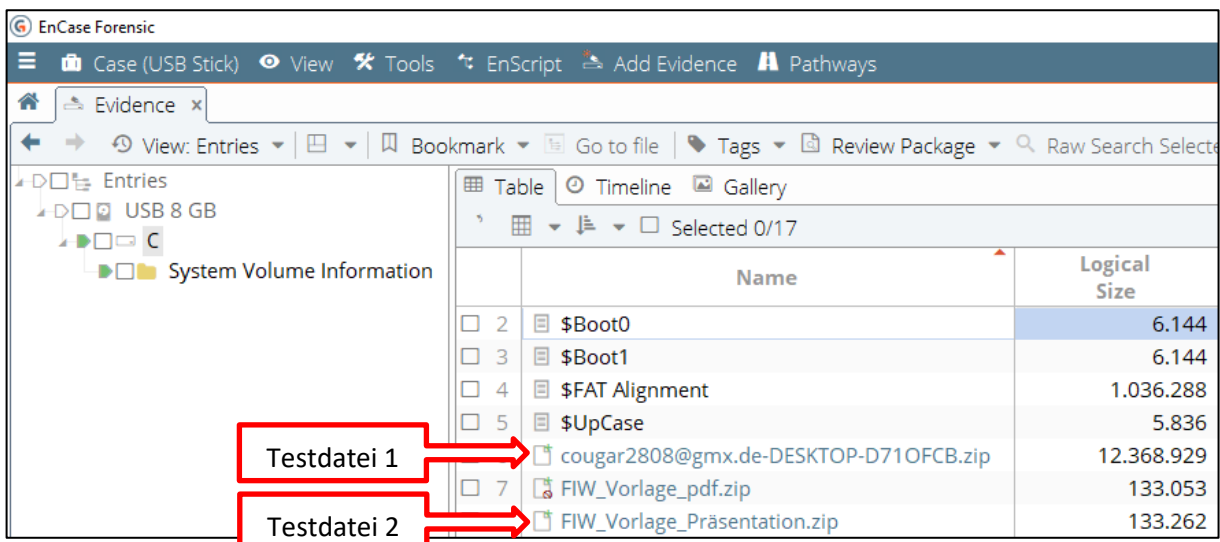 EnCase Forensic
Case (USB Stick) View Tools EnScript Add Evidence Pathways
Evidence x
View: Entries Bookmark Go to file Tags Review Package Raw Search Selecte
Entries
USB 8 GB
C
System Volume Information
Table Timeline Gallery
Selected 0/17
Name Logical Size
2 $Boot0 6.144
3 $Boot1 6.144
4 $FAT Alignment 1.036.288
5 $UpCase 5.836
Testdatei 1 cougar2808@gmx.de-DESKTOP-D71OFCB.zip 12.368.929
7 FIW_Vorlage_pdf.zip 133.053
Testdatei 2 FIW_Vorlage_Präsentation.zip 133.262